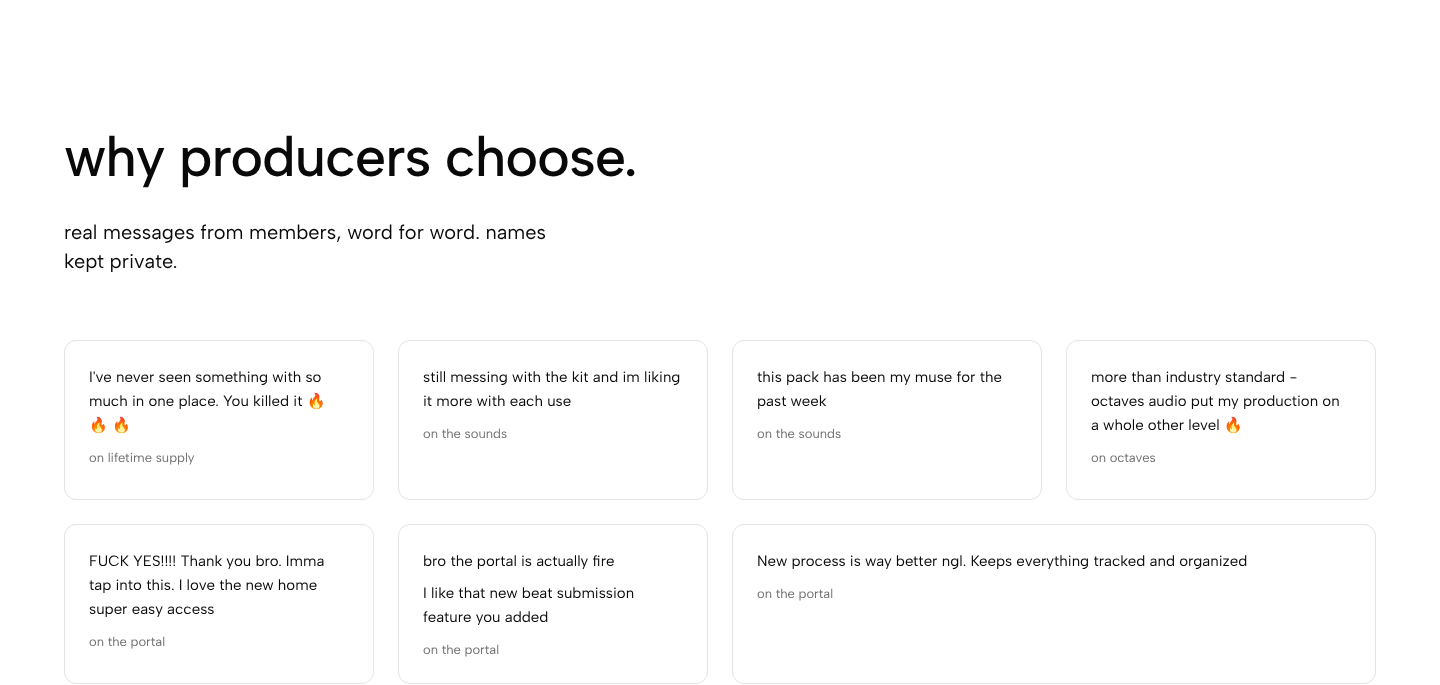 why producers choose.
real messages from members, word for word. names
kept private.
I've never seen something with so
much in one place. You killed it 🔥
🔥 🔥
on lifetime supply
still messing with the kit and im liking
it more with each use
on the sounds
this pack has been my muse for the
past week
on the sounds
more than industry standard –
octaves audio put my production on
a whole other level 🔥
on octaves
FUCK YES!!!! Thank you bro. Imma
tap into this. I love the new home
super easy access
on the portal
bro the portal is actually fire
I like that new beat submission
feature you added
on the portal
New process is way better ngl. Keeps everything tracked and organized
on the portal